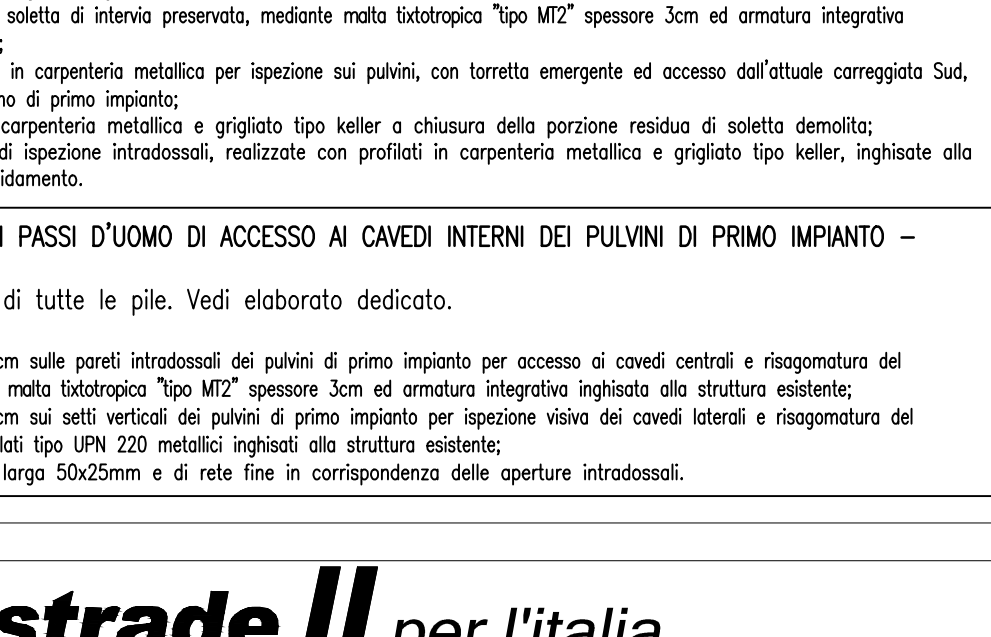 soletta di intervia preservata, mediante malta tixtotropica "tipo MT2" spessore 3cm ed armatura integrativa
;
in carpenteria metallica per ispezione sui pulvini, con torretta emergente ed accesso dall'attuale carreggiata Sud,
no di primo impianto;
carpenteria metallica e grigliato tipo keller a chiusura della porzione residua di soletta demolita;
di ispezione intradossali, realizzate con profilati in carpenteria metallica e grigliato tipo keller, inghisate alla
idamento.
I PASSI D'UOMO DI ACCESSO AI CAVEDI INTERNI DEI PULVINI DI PRIMO IMPIANTO –
di tutte le pile. Vedi elaborato dedicato.
cm sulle pareti intradossali dei pulvini di primo impianto per accesso ai cavedi centrali e risagomatura del
malta tixtotropica "tipo MT2" spessore 3cm ed armatura integrativa inghisata alla struttura esistente;
cm sui setti verticali dei pulvini di primo impianto per ispezione visiva dei cavedi laterali e risagomatura del
lati tipo UPN 220 metallici inghisati alla struttura esistente;
larga 50x25mm e di rete fine in corrispondenza delle aperture intradossali.
strade // per l'italia